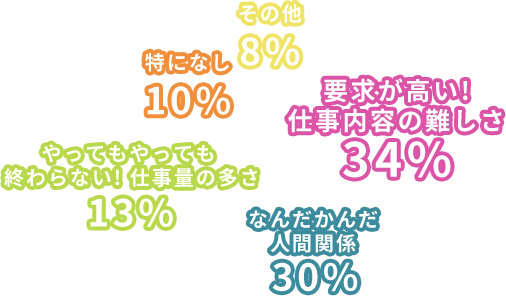 その他
8%
特になし
10%
要求が高い!
仕事内容の難しさ
34%
やってもやっても
終わらない! 仕事量の多さ
13%
なんだかんだ
人間関係
30%